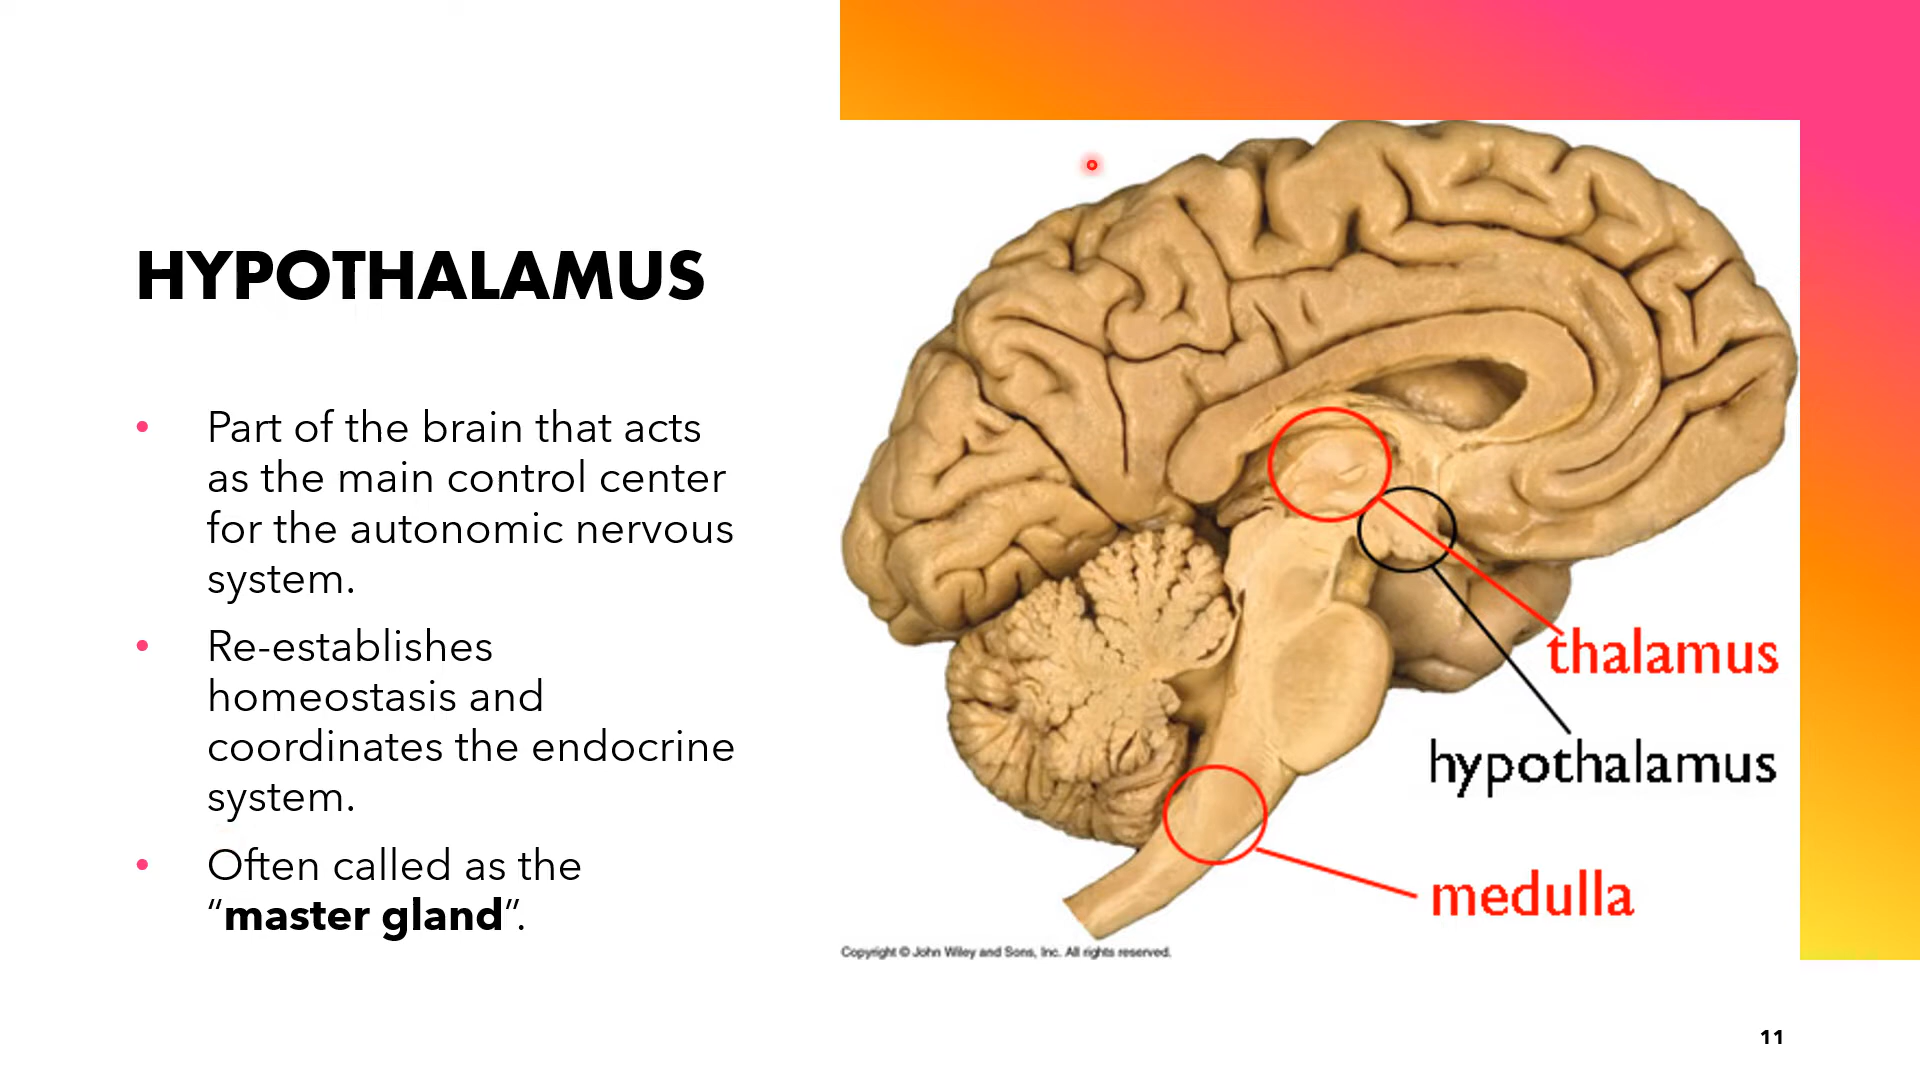 HYPOTHALAMUS
• Part of the brain that acts
as the main control center
for the autonomic nervous
system.
• Re-establishes
homeostasis and
coordinates the endocrine
system.
• Often called as the
“master gland”.
thalamus
hypothalamus
medulla
Copyright © John Wiley and Sons, Inc. All rights reserved.
11